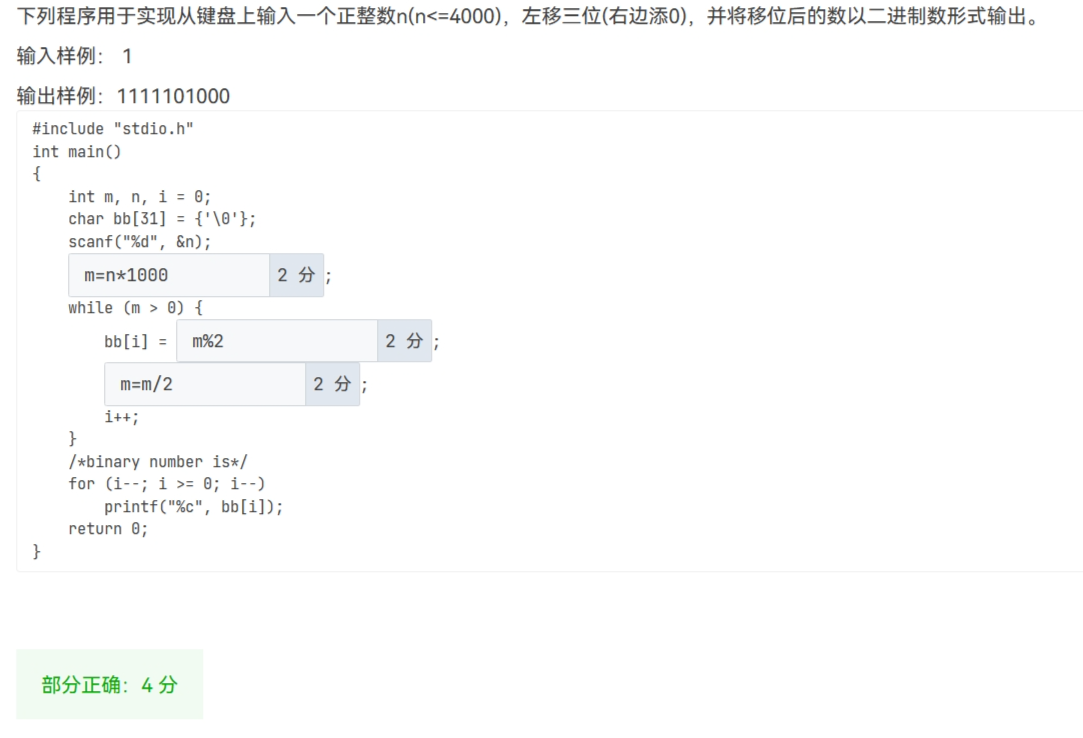 下列程序用于实现从键盘上输入一个正整数n(n<=4000)，左移三位(右边添0)，并将移位后的数以二进制数形式输出。
输入样例： 1
输出样例：1111101000
#include "stdio.h"
int main()
{
    int m, n, i = 0;
    char bb[31] = {'\0'};
    scanf("%d", &n);
    m=n*1000 2 分 ;
    while (m > 0) {
        bb[i] = m%2 2 分 ;
        m=m/2 2 分 ;
        i++;
    }
    /*binary number is*/
    for (i--; i >= 0; i--)
        printf("%c", bb[i]);
    return 0;
}
部分正确：4 分